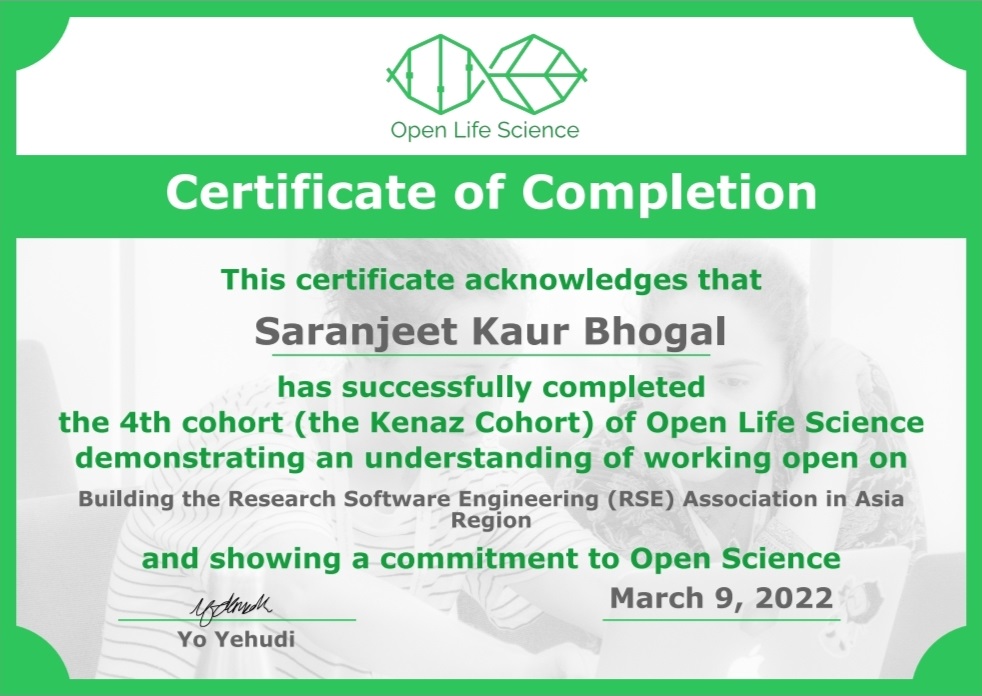 Open Life Science
Certificate of Completion
This certificate acknowledges that
Saranjeet Kaur Bhogal
has successfully completed
the 4th cohort (the Kenaz Cohort) of Open Life Science
demonstrating an understanding of working open on
Building the Research Software Engineering (RSE) Association in Asia
Region
and showing a commitment to Open Science
March 9, 2022
Yo Yehudi